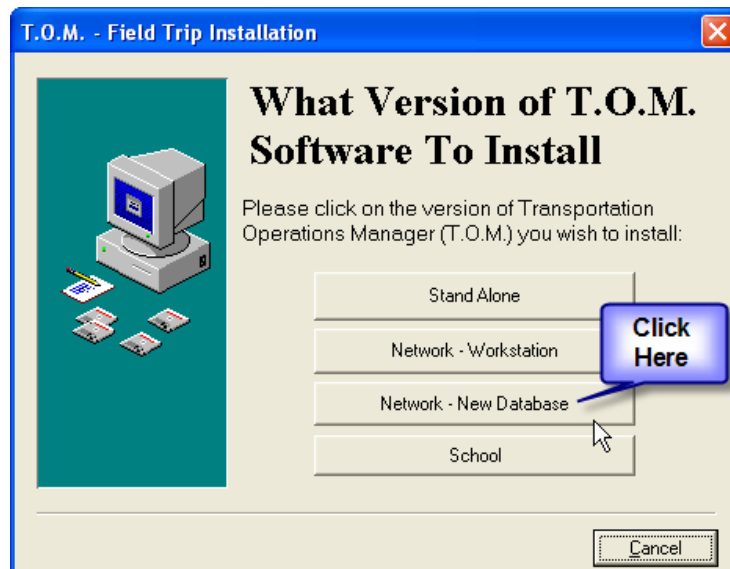 T.O.M. - Field Trip Installation
What Version of T.O.M.
Software To Install
Please click on the version of Transportation
Operations Manager (T.O.M.) you wish to install:
Stand Alone
Network - Workstation
Click
Here
Network - New Database
School
Cancel